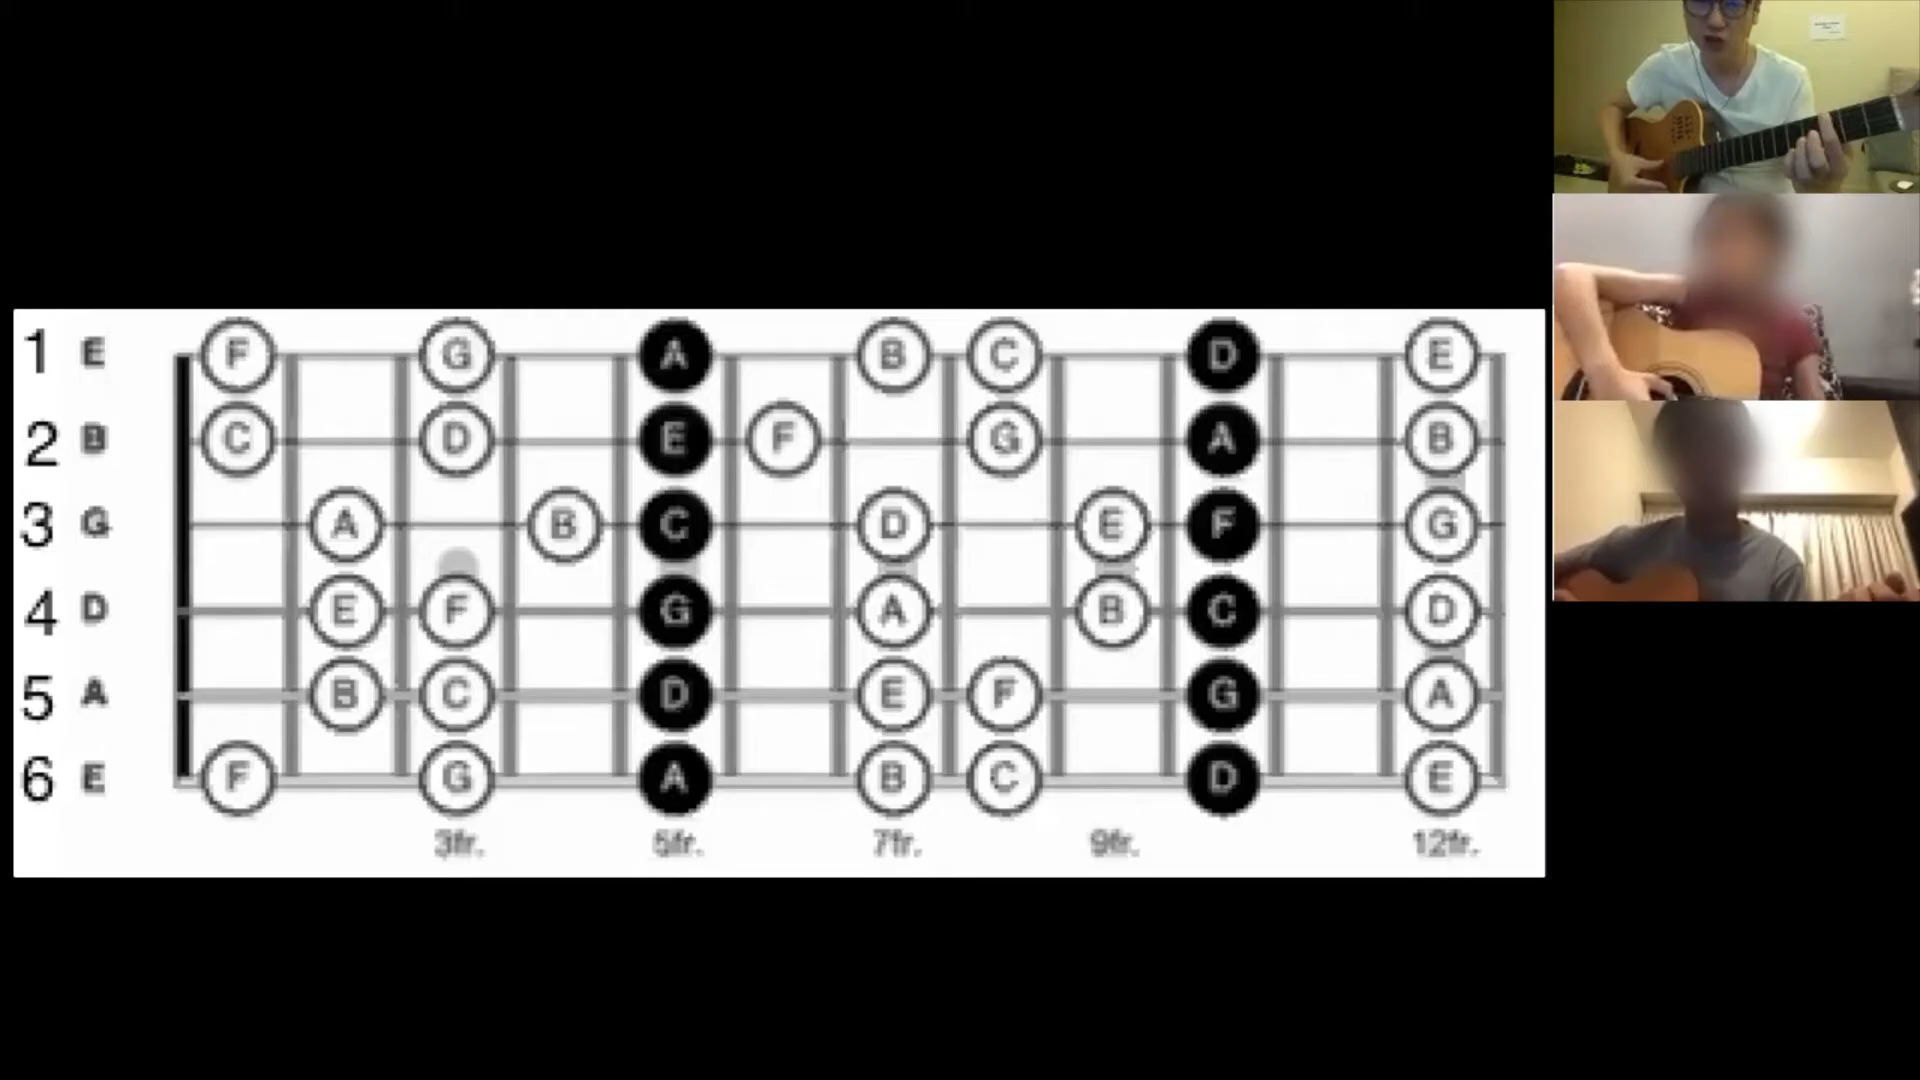 1 E F G A B C D E
2 B C D E F G A B
3 G A B C D E F G
4 D E F G A B C D
5 A B C D E F G A
6 E F G A B C D E
3fr. 5fr. 7fr. 9fr. 12fr.